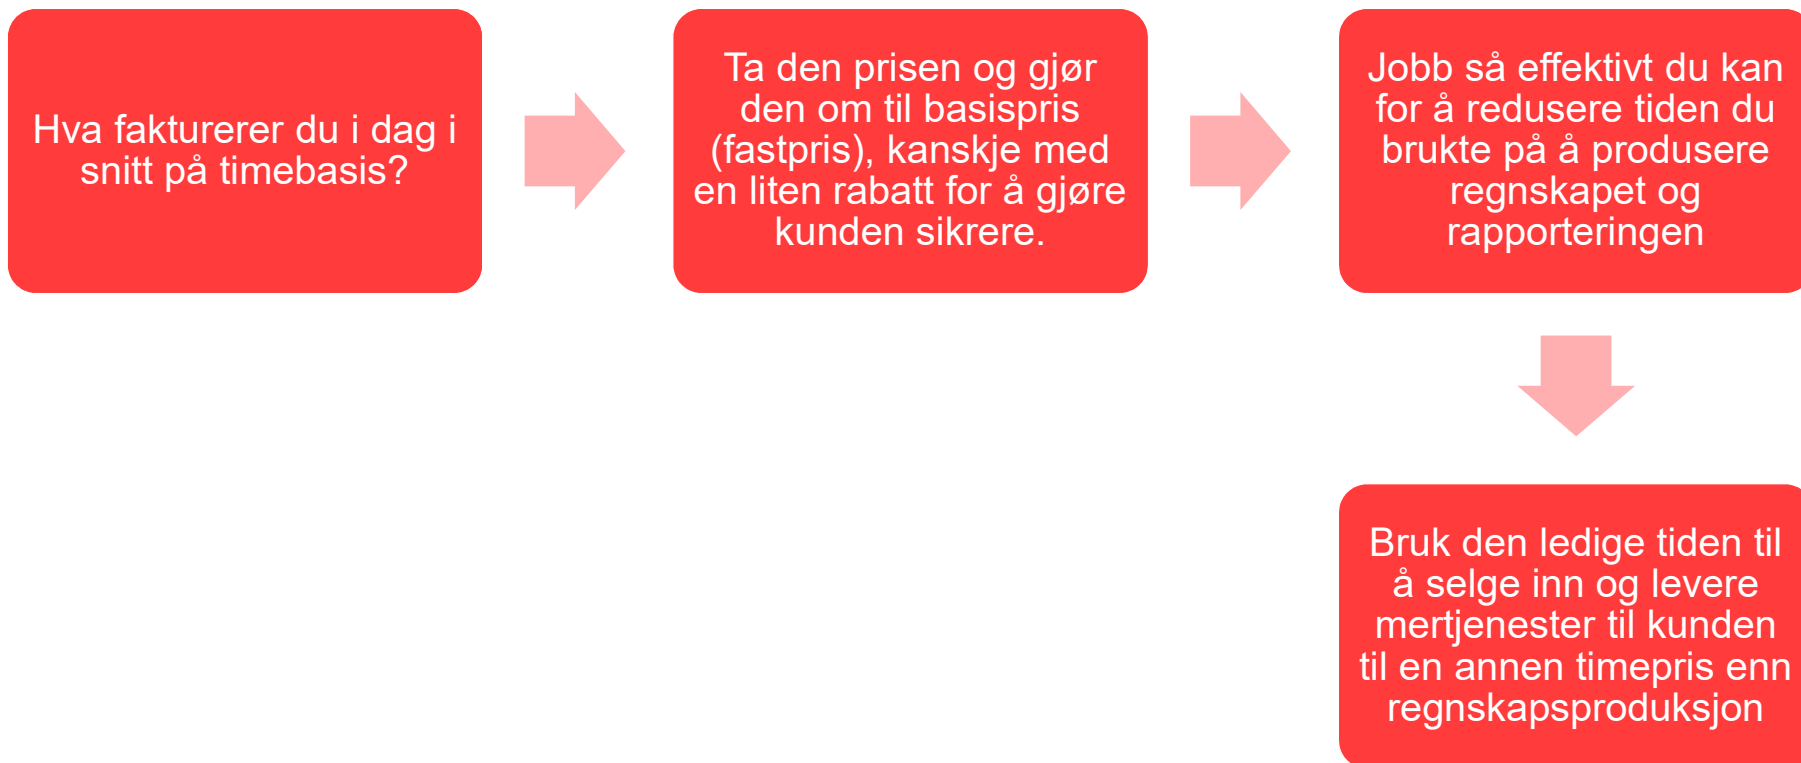 Hva fakturerer du i dag i
snitt på timebasis?
Ta den prisen og gjør
den om til basispris
(fastpris), kanskje med
en liten rabatt for å gjøre
kunden sikrere.
Jobb så effektivt du kan
for å redusere tiden du
brukte på å produsere
regnskapet og
rapporteringen
Bruk den ledige tiden til
å selge inn og levere
mertjenester til kunden
til en annen timepris enn
regnskapsproduksjon